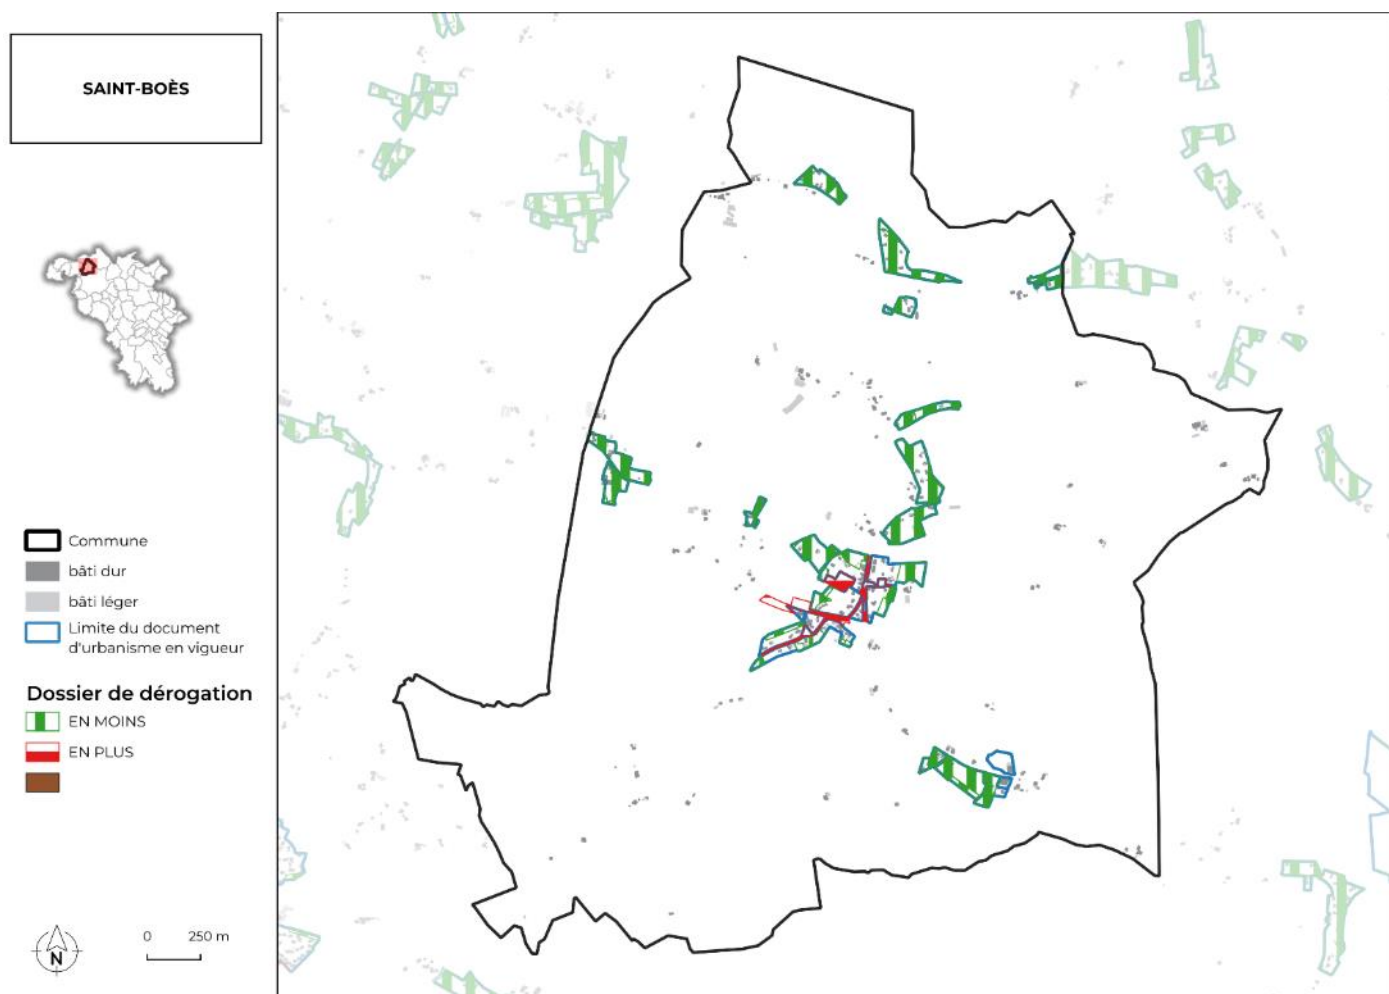 SAINT-BOÈS
Commune
bâti dur
bâti léger
Limite du document
d'urbanisme en vigueur
Dossier de dérogation
EN MOINS
EN PLUS
N
0 250 m